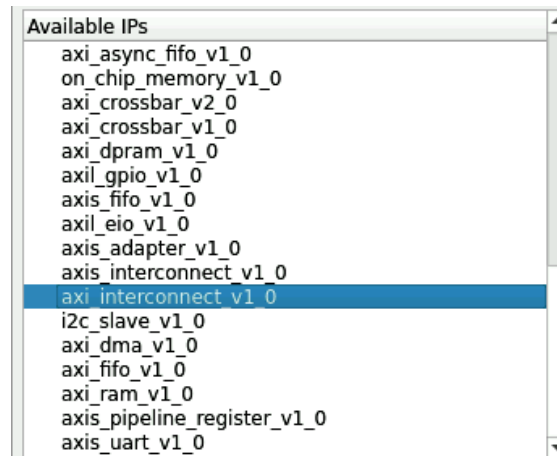 Available IPs
axi_async_fifo_v1_0
on_chip_memory_v1_0
axi_crossbar_v2_0
axi_crossbar_v1_0
axi_dpram_v1_0
axil_gpio_v1_0
axis_fifo_v1_0
axil_eio_v1_0
axis_adapter_v1_0
axis_interconnect_v1_0
axi_interconnect_v1_0
i2c_slave_v1_0
axi_dma_v1_0
axi_fifo_v1_0
axi_ram_v1_0
axis_pipeline_register_v1_0
axis_uart_v1_0